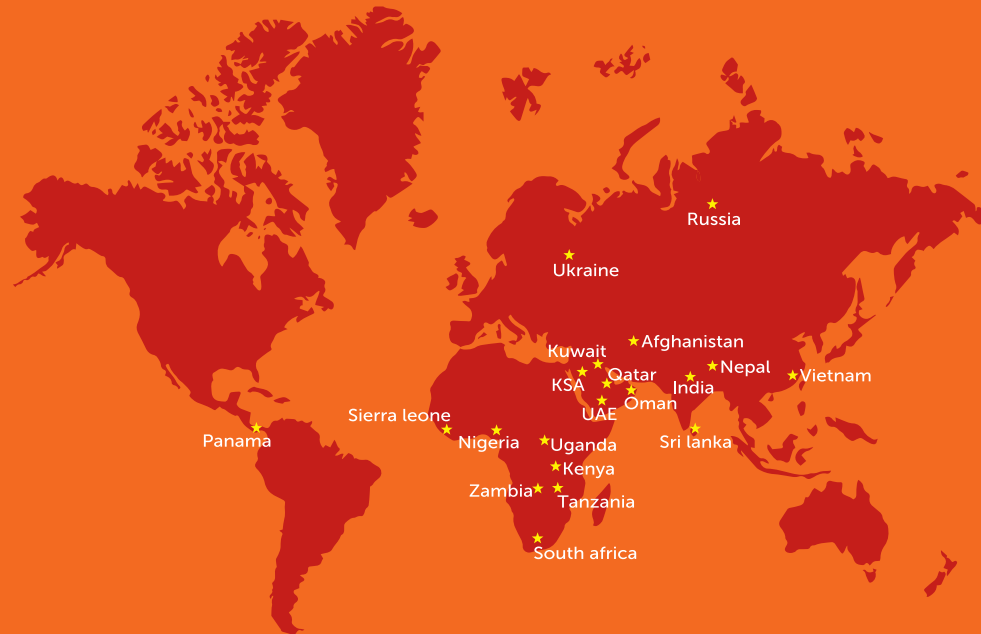 Russia
Ukraine
Afghanistan
Kuwait
Nepal
Qatar
Vietnam
KSA
India
Oman
UAE
Sierra leone
Panama
Nigeria
Sri lanka
Uganda
Kenya
Zambia
Tanzania
South africa